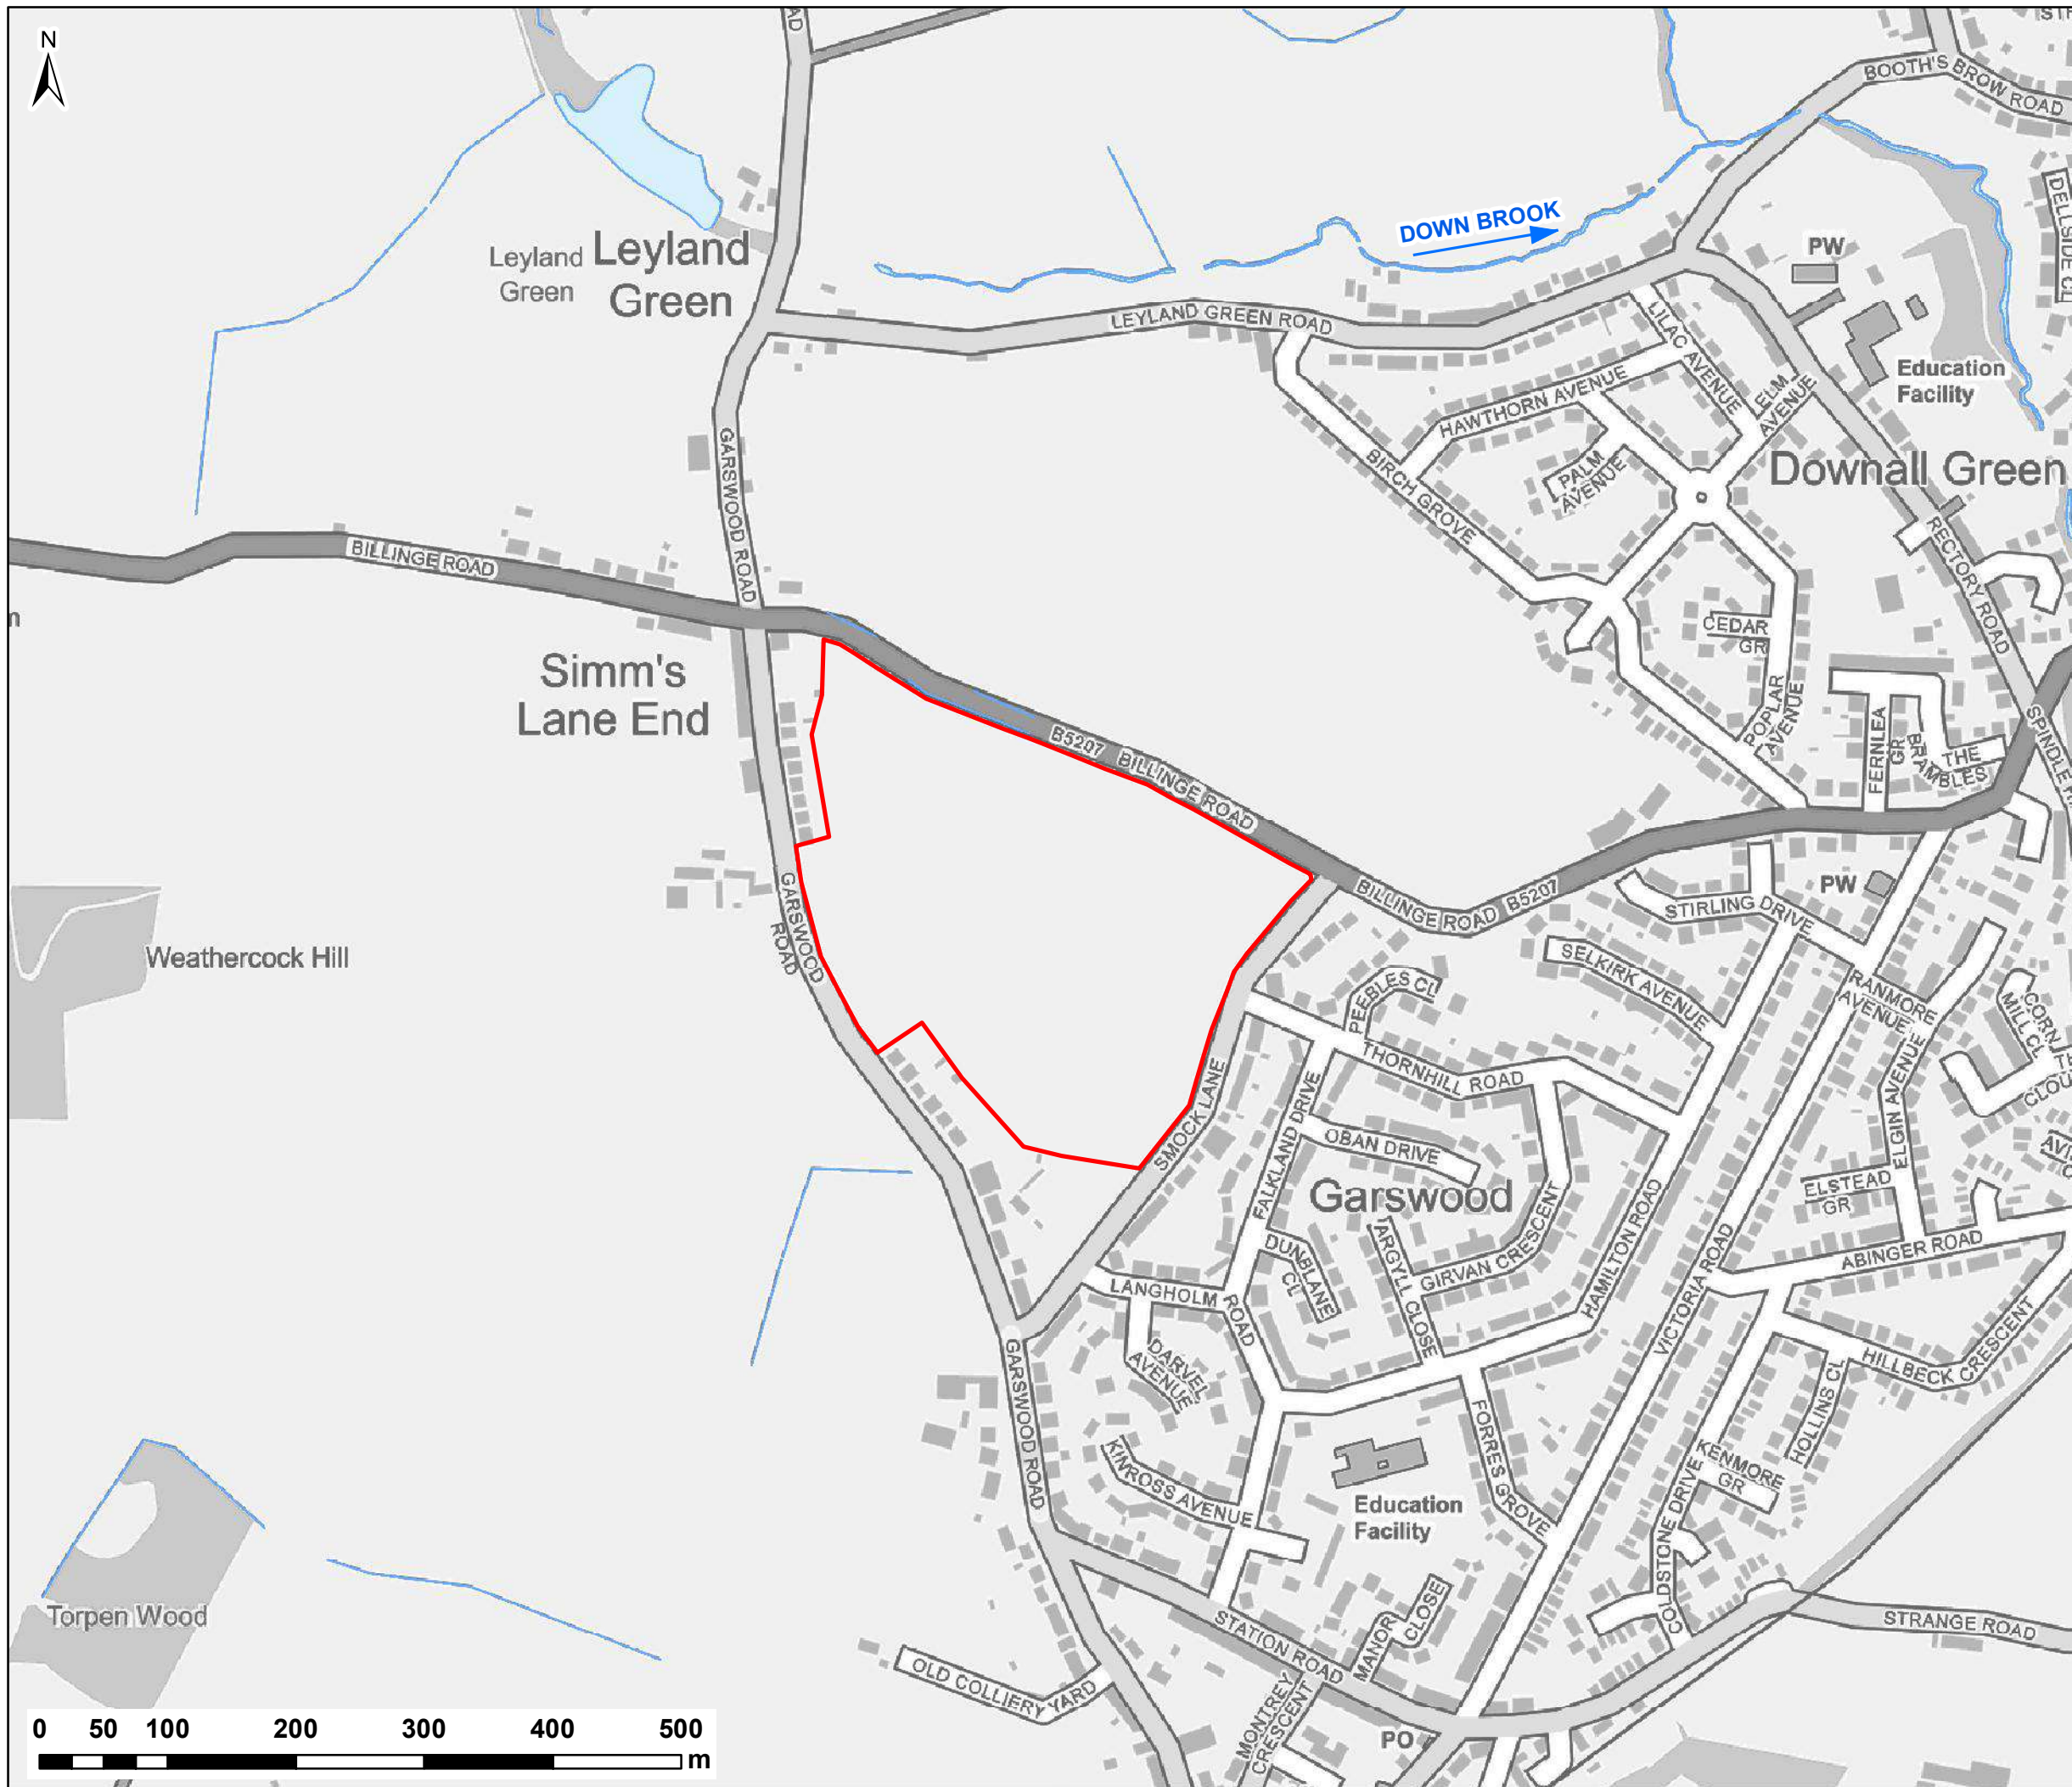 N
BOOTH'S BROW ROAD
DELLSIDE CL
DOWN BROOK
PW
Leyland
Green
Leyland
Green
LEYLAND GREEN ROAD
LILAC AVENUE
ELM
AVENUE
Education
Facility
HAWTHORN AVENUE
PALM
AVENUE
BIRCH GROVE
Downall Green
GARSWOOD ROAD
RECTORY ROAD
BILLINGE ROAD
CEDAR
GR
Simm's
Lane End
POPLAR
AVENUE
FERNLEA
GR
THE
BRAMBLES
B5207
BILLINGE ROAD
BILLINGE ROAD
B5207
PW
STIRLING DRIVE
GARSWOOD
ROAD
Weathercock Hill
SELKIRK AVENUE
PEEBLES CL
RANMORE
AVENUE
CORN
MILL CL
THORNHILL ROAD
SMOCK LANE
FALKLAND DRIVE
OBAN DRIVE
ELGIN AVENUE
Garswood
ELSTEAD
GR
HAMILTON ROAD
VICTORIA ROAD
ABINGER ROAD
DUNBLANE
CL
ARGYLL CLOSE
GIRVAN CRESCENT
LANGHOLM ROAD
DARVEL
AVENUE
HILLBECK CRESCENT
HOLLINS CL
GARSWOOD ROAD
FORRES GROVE
KENMORE
GR
KINROSS AVENUE
Education
Facility
COLDSTONE DRIVE
Torpen Wood
STATION ROAD
MANOR
CLOSE
STRANGE ROAD
OLD COLLIERY YARD
MONTREY
CRESCENT
PO
0 50 100 200 300 400 500
m